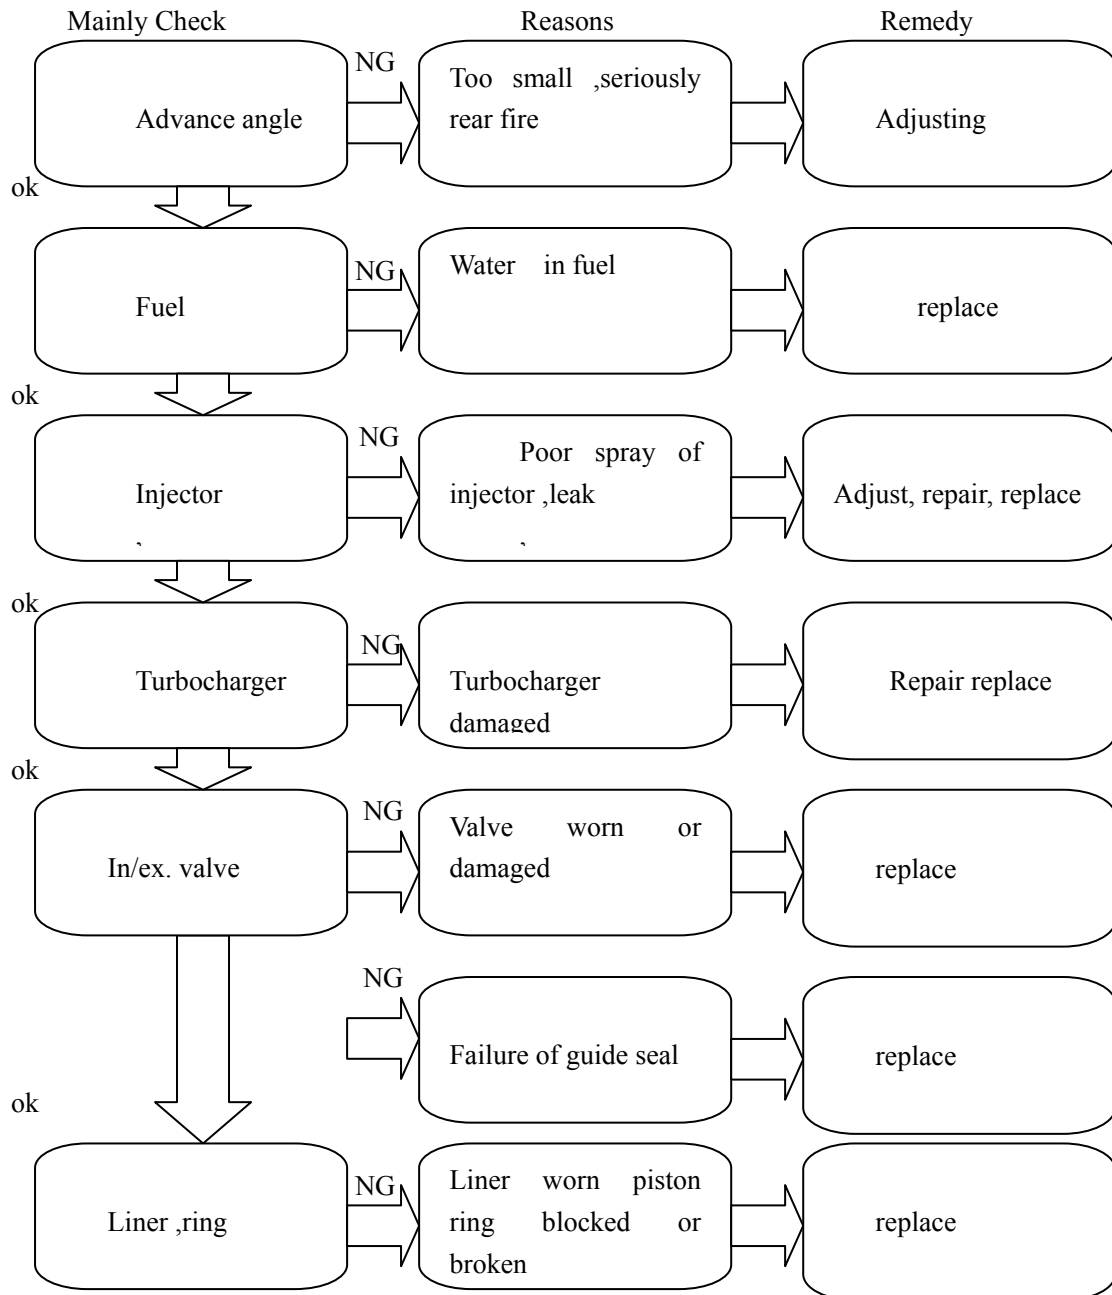 Mainly Check Reasons Remedy
NG
Advance angle
Too small ,seriously
rear fire
Adjusting
ok
NG
Fuel
Water in fuel
replace
ok
NG
Injector
Poor spray of
injector ,leak
Adjust, repair, replace
ok
NG
Turbocharger
Turbocharger
damaged
Repair replace
ok
NG
In/ex. valve
Valve worn or
damaged
replace
NG
Failure of guide seal
replace
ok
NG
Liner ,ring
Liner worn piston
ring blocked or
broken
replace